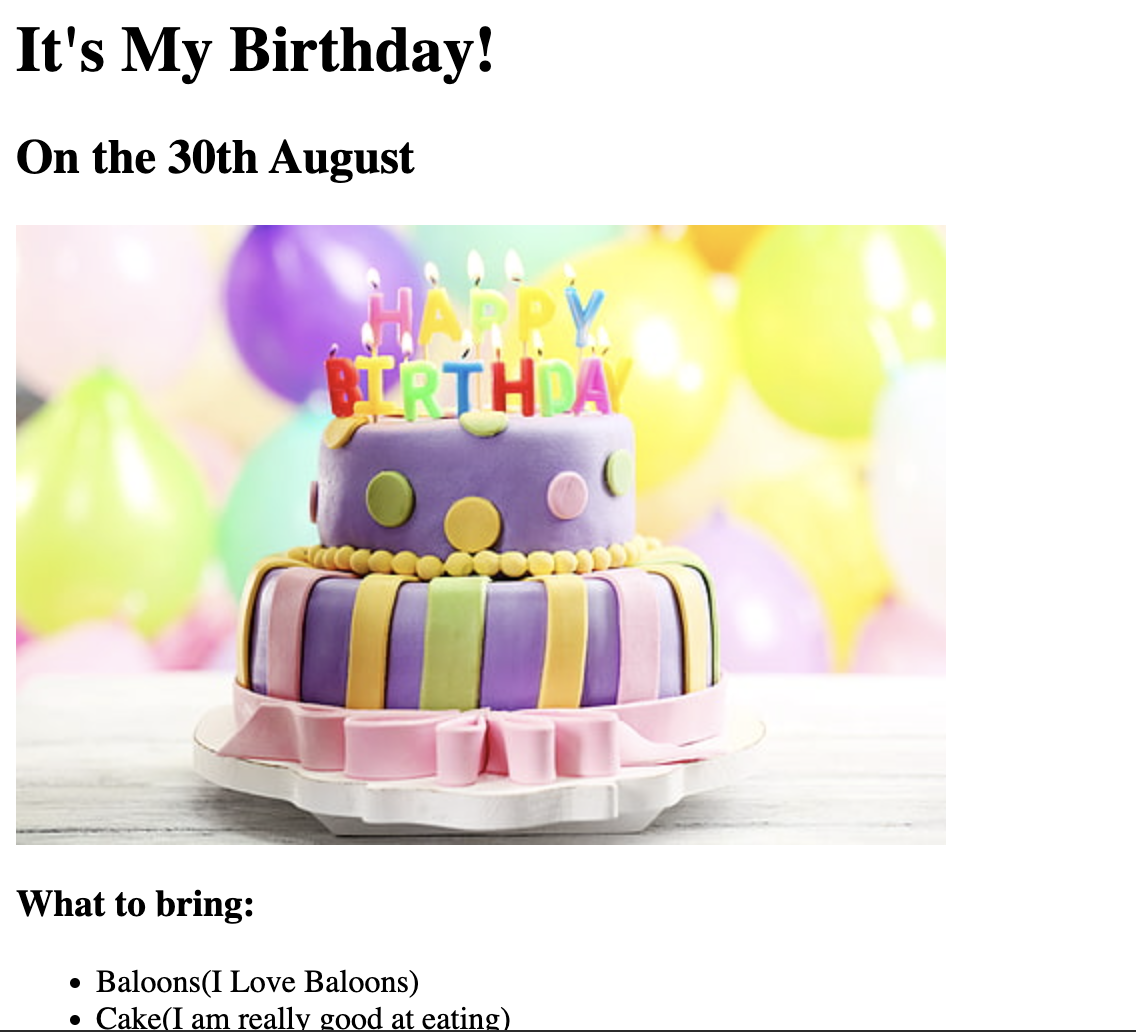 It's My Birthday!
On the 30th August
HAPPY
BIRTHDAY
What to bring:
• Baloons(I Love Baloons)
• Cake(I am really good at eating)